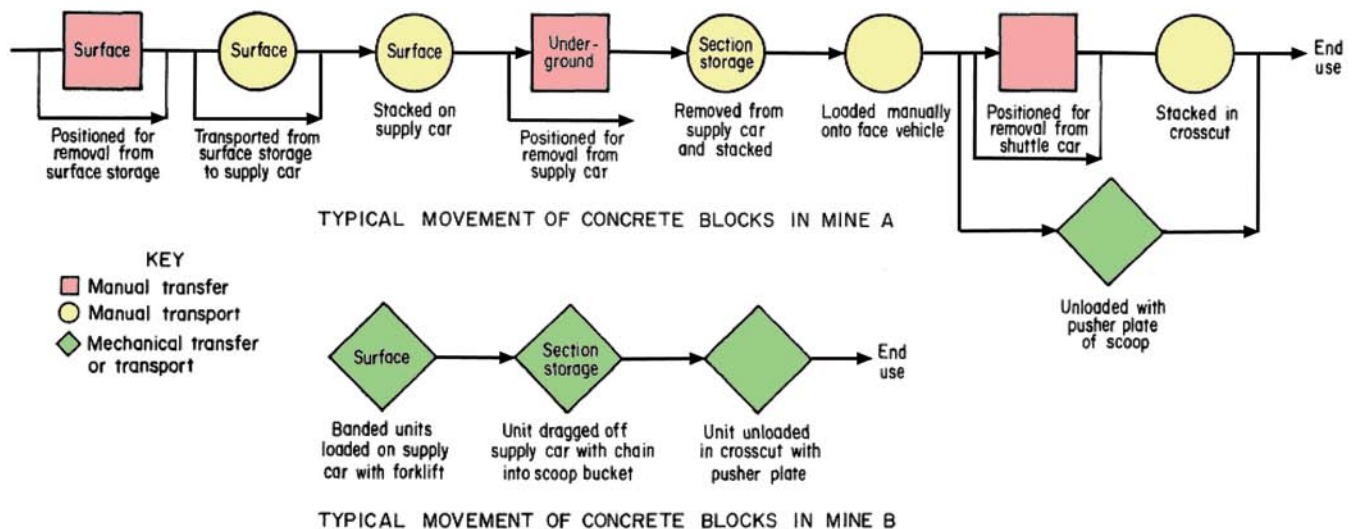 Surface
Surface
Surface
Under-
ground
Section
storage
End
use
Positioned for
removal from
surface storage
Transported from
surface storage
to supply car
Stacked on
supply car
Positioned for
removal from
supply car
Removed from
supply car
and stacked
Loaded manually
onto face vehicle
Positioned for
removal from
shuttle car
Stacked in
crosscut
TYPICAL MOVEMENT OF CONCRETE BLOCKS IN MINE A
Unloaded with
pusher plate
of scoop
KEY
Manual transfer
Manual transport
Mechanical transfer
or transport
Surface
Section
storage
End
use
Banded units
loaded on supply
car with forklift
Unit dragged off
supply car with chain
into scoop bucket
Unit unloaded
in crosscut with
pusher plate
TYPICAL MOVEMENT OF CONCRETE BLOCKS IN MINE B